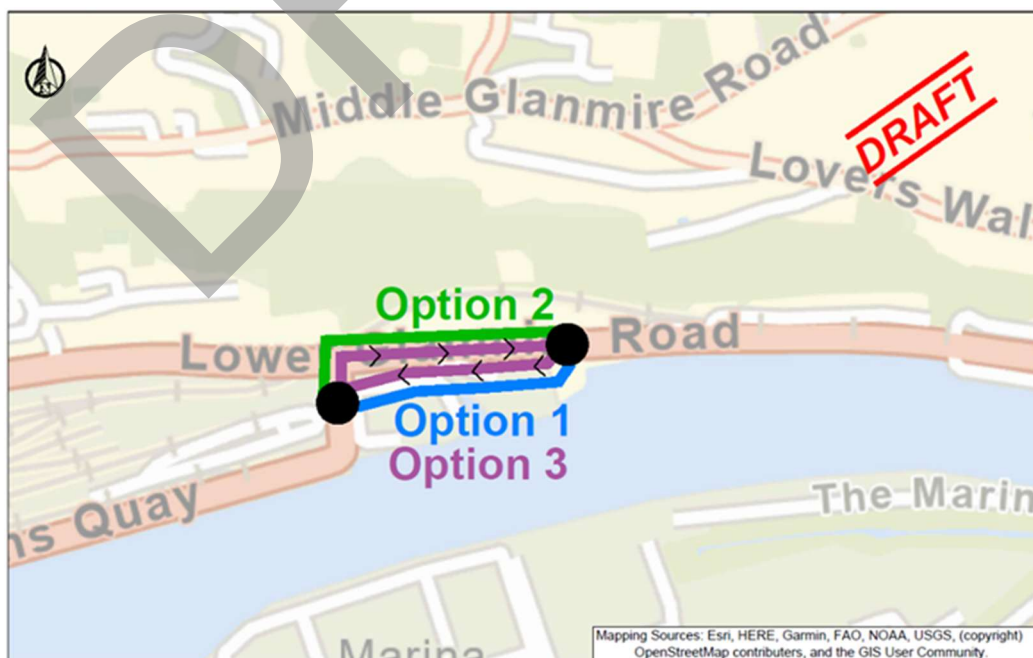 Middle Glanmire Road
DRAFT
Lovers Wal
Option 2
Lowe
Road
Option 1
Option 3
ns Quay
The Marin
Marina
Mapping Sources: Esri, HERE, Garmin, FAO, NOAA, USGS, (copyright)
OpenStreetMap contributers, and the GIS User Community.